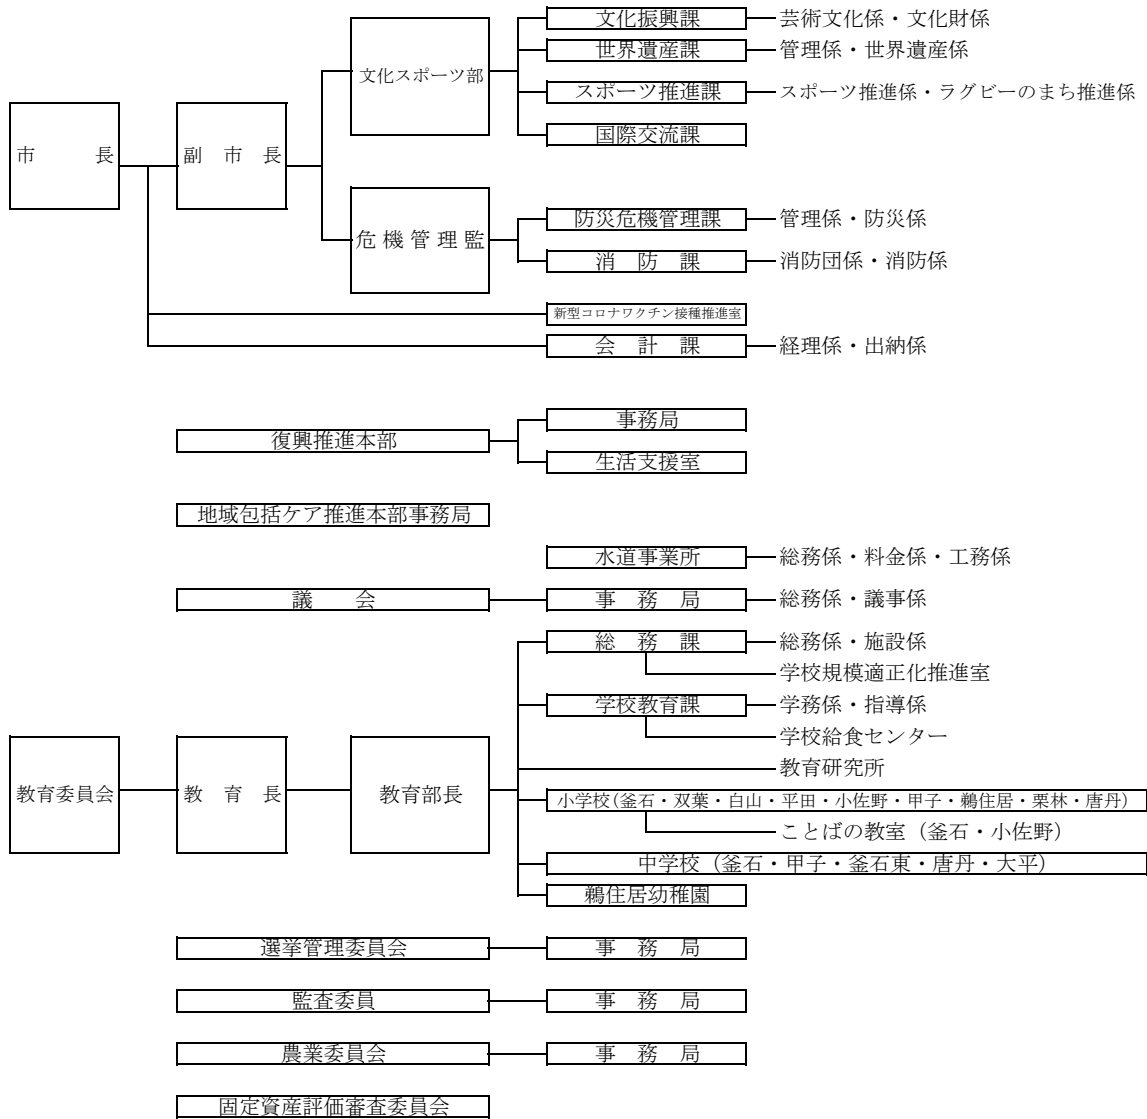 文化振興課 芸術文化係・文化財係
世界遺産課 管理係・世界遺産係
文化スポーツ部
スポーツ推進課 スポーツ推進係・ラグビーのまち推進係
国際交流課
市長 副市長
防災危機管理課 管理係・防災係
危機管理監
消防課 消防団係・消防係
新型コロナワクチン接種推進室
会計課 経理係・出納係
事務局
復興推進本部
生活支援室
地域包括ケア推進本部事務局
水道事業所 総務係・料金係・工務係
議会 事務局 総務係・議事係
総務課 総務係・施設係
学校規模適正化推進室
学校教育課 学務係・指導係
学校給食センター
教育研究所
教育委員会 教育長 教育部長
小学校(釜石・双葉・白山・平田・小佐野・甲子・鵜住居・栗林・唐丹)
ことばの教室(釜石・小佐野)
中学校(釜石・甲子・釜石東・唐丹・大平)
鵜住居幼稚園
選挙管理委員会 事務局
監査委員 事務局
農業委員会 事務局
固定資産評価審査委員会